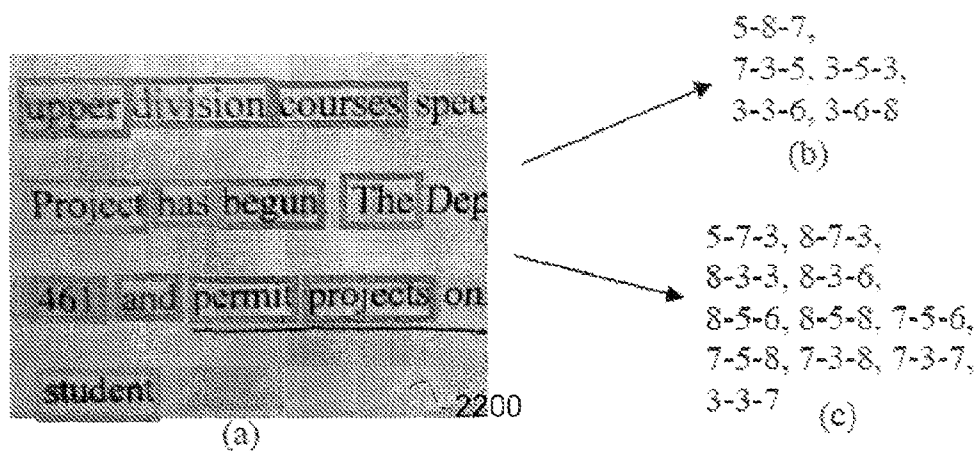 upper division courses spec
Project has begun. The Dep
461 and permit projects on
student
2200
(a)
5-8-7,
7-3-5, 3-5-3,
3-3-6, 3-6-8
(b)
5-7-3, 8-7-3,
8-3-3, 8-3-6,
8-5-6, 8-5-8, 7-5-6,
7-5-8, 7-3-8, 7-3-7,
3-3-7
(c)